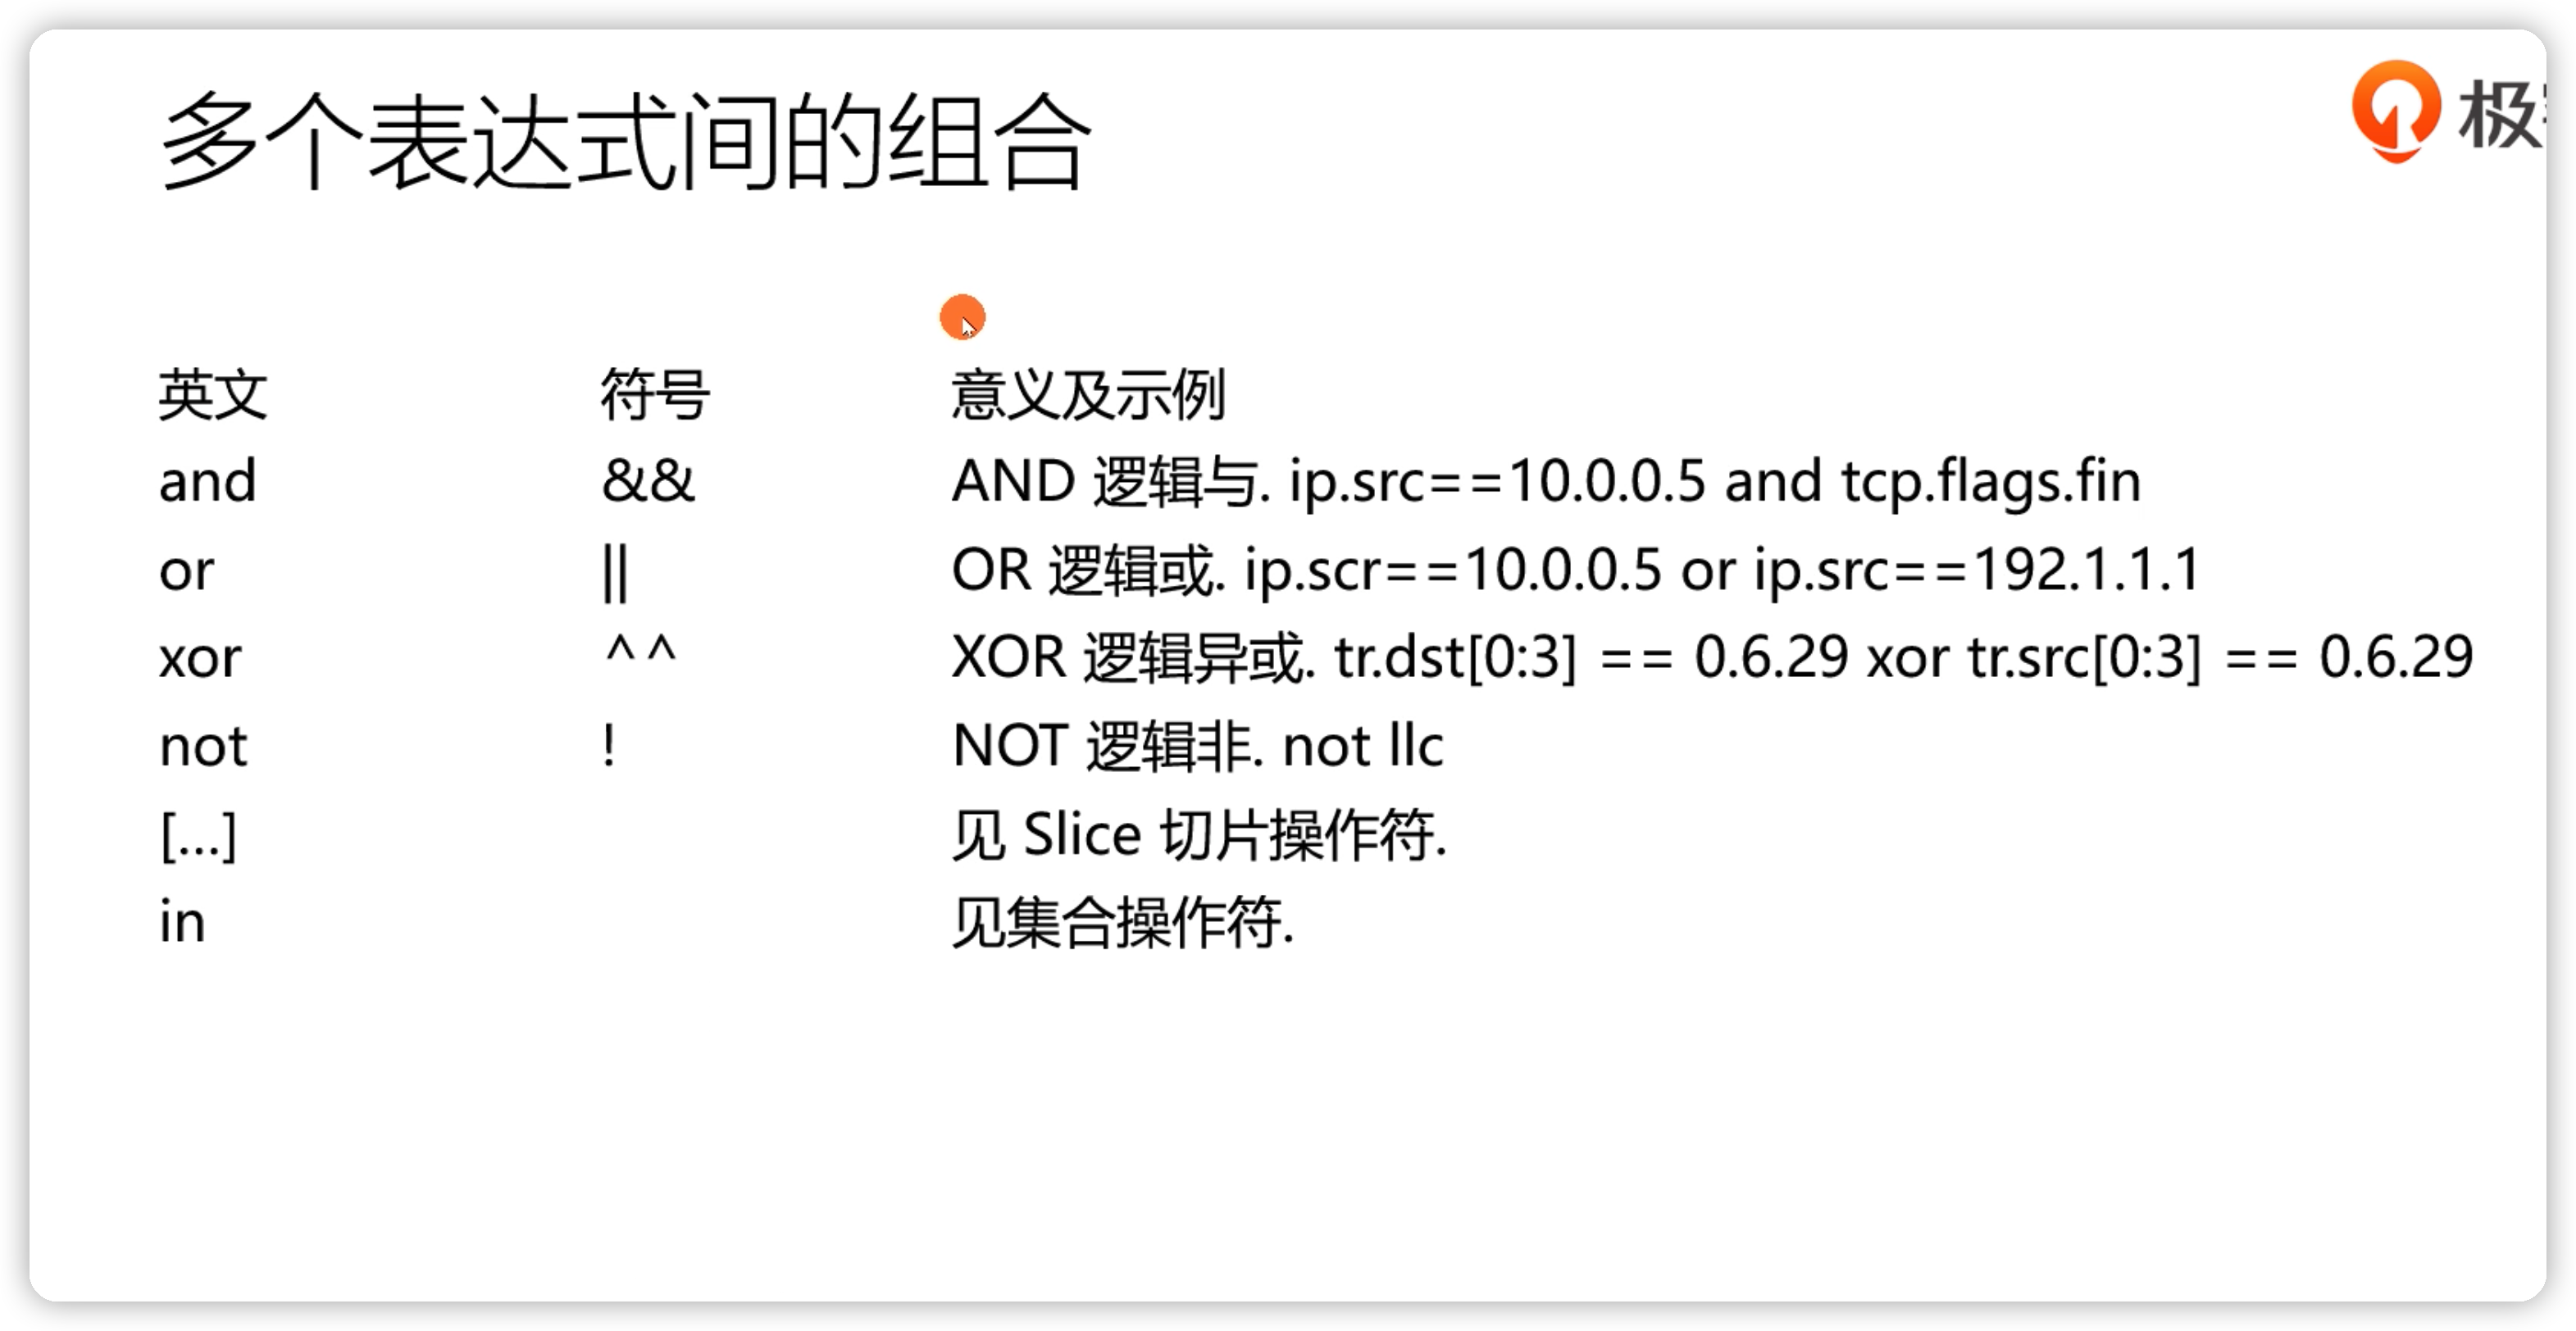 多个表达式间的组合
极
英文 符号 意义及示例
and && AND 逻辑与. ip.src==10.0.0.5 and tcp.flags.fin
or || OR 逻辑或. ip.scr==10.0.0.5 or ip.src==192.1.1.1
xor ^^ XOR 逻辑异或. tr.dst[0:3] == 0.6.29 xor tr.src[0:3] == 0.6.29
not ! NOT 逻辑非. not llc
[...] 见 Slice 切片操作符.
in 见集合操作符.